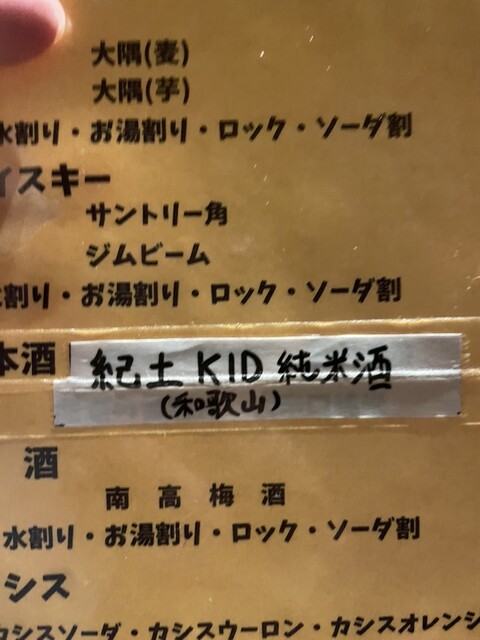 大隅(麦)
大隅(芋)
水割り・お湯割り・ロック・ソーダ割
イスキー
サントリー角
ジムビーム
水割り・お湯割り・ロック・ソーダ割
本酒 紀土 KID 純米酒
(和歌山)
酒
南高梅酒
水割り・お湯割り・ロック・ソーダ割
シス
カシスソーダ・カシスウーロン・カシスオレンジ